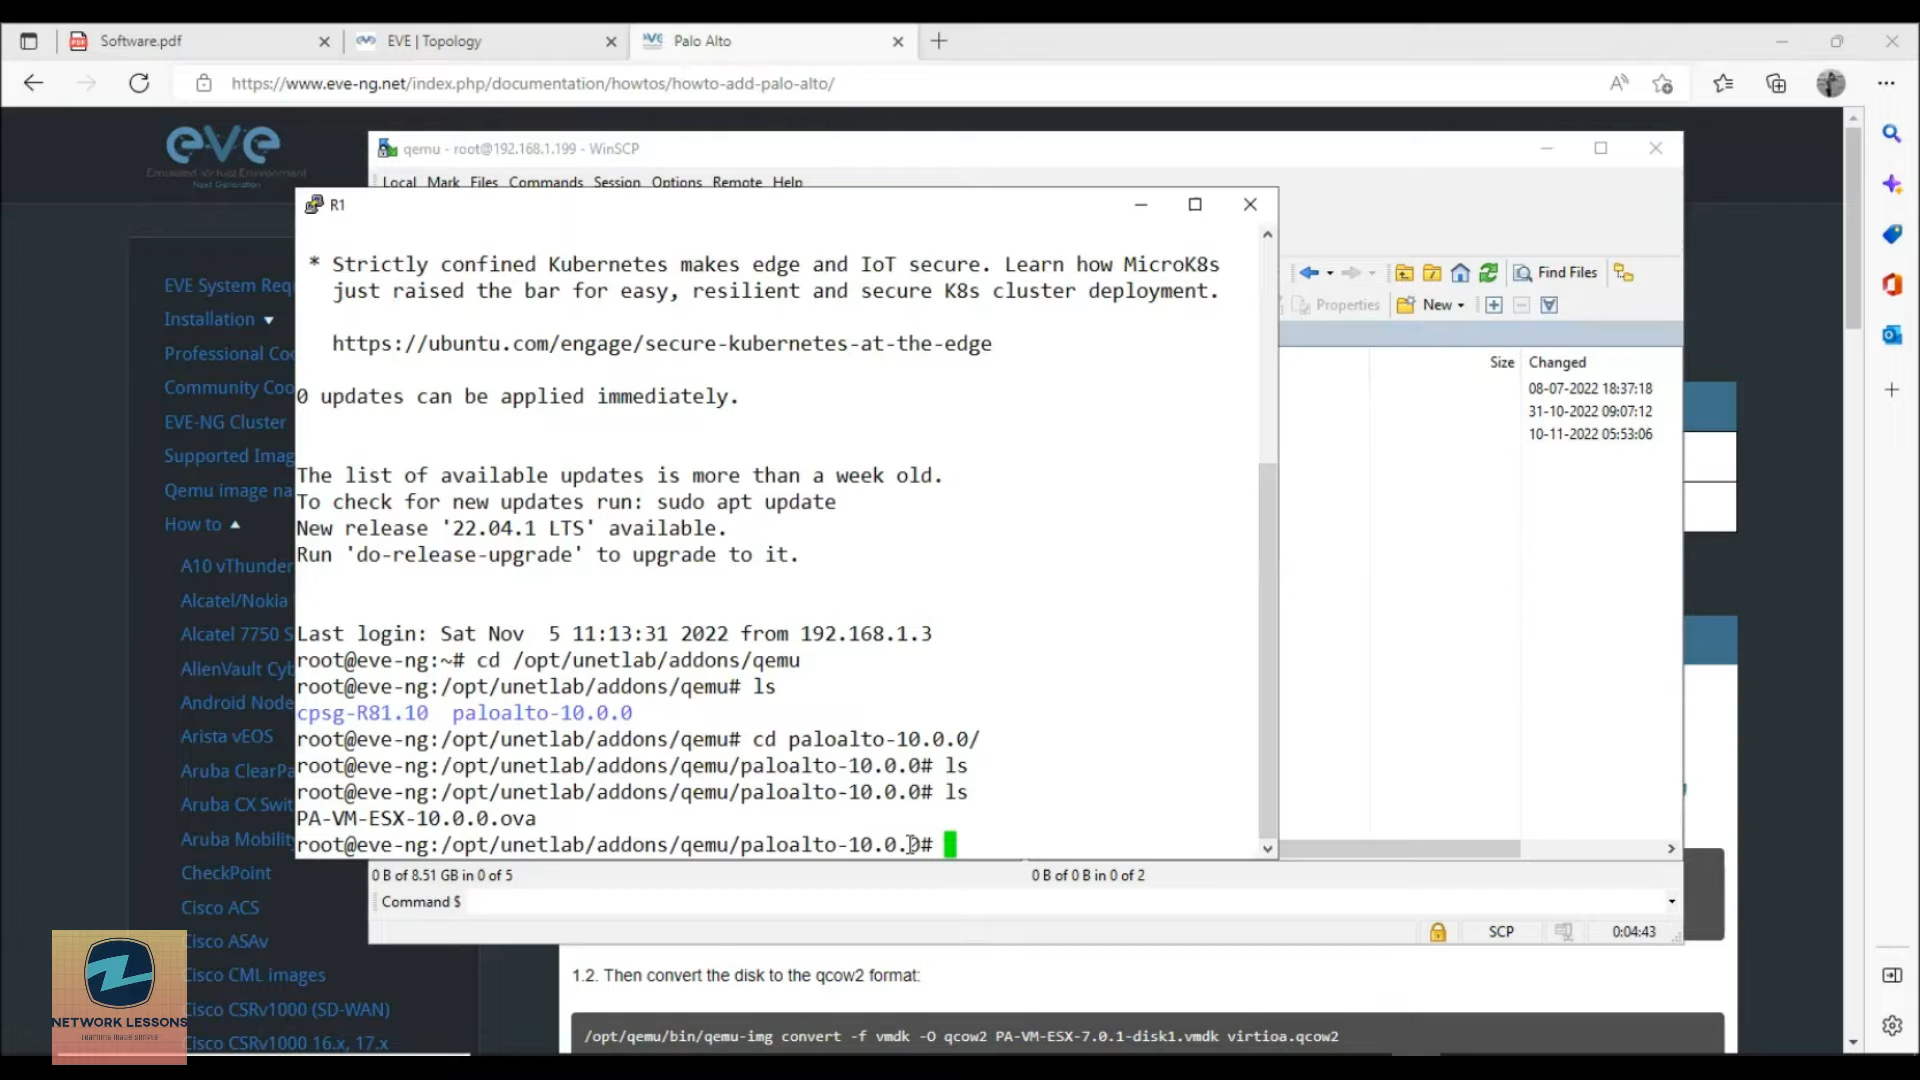 Software.pdf
EVE | Topology
Palo Alto
https://www.eve-ng.net/index.php/documentation/howtos/howto-add-palo-alto/
eve
Emulated Virtual Environment
Next Generation
qemu - root@192.168.1.199 - WinSCP
Local Mark Files Commands Session Options Remote Help
R1
Find Files
Properties
New
Size
Changed
08-07-2022 18:37:18
31-10-2022 09:07:12
10-11-2022 05:53:06
* Strictly confined Kubernetes makes edge and IoT secure. Learn how MicroK8s
just raised the bar for easy, resilient and secure K8s cluster deployment.
https://ubuntu.com/engage/secure-kubernetes-at-the-edge
0 updates can be applied immediately.
The list of available updates is more than a week old.
To check for new updates run: sudo apt update
New release '22.04.1 LTS' available.
Run 'do-release-upgrade' to upgrade to it.
Last login: Sat Nov  5 11:13:31 2022 from 192.168.1.3
root@eve-ng:~# cd /opt/unetlab/addons/qemu
root@eve-ng:/opt/unetlab/addons/qemu# ls
cpsg-R81.10  paloalto-10.0.0
root@eve-ng:/opt/unetlab/addons/qemu# cd paloalto-10.0.0/
root@eve-ng:/opt/unetlab/addons/qemu/paloalto-10.0.0# ls
root@eve-ng:/opt/unetlab/addons/qemu/paloalto-10.0.0# ls
PA-VM-ESX-10.0.0.ova
root@eve-ng:/opt/unetlab/addons/qemu/paloalto-10.0.0#
0 B of 8.51 GB in 0 of 5
0 B of 0 B in 0 of 2
Command $
SCP
0:04:43
EVE System Req
Installation
Professional Coo
Community Coo
EVE-NG Cluster
Supported Imag
Qemu image na
How to
A10 vThunder
Alcatel/Nokia
Alcatel 7750 S
AlienVault Cyb
Android Node
Arista vEOS
Aruba ClearPa
Aruba CX Swit
Aruba Mobility
CheckPoint
Cisco ACS
Cisco ASAv
Cisco CML images
Cisco CSRv1000 (SD-WAN)
Cisco CSRv1000 16.x, 17.x
1.2. Then convert the disk to the qcow2 format:
/opt/qemu/bin/qemu-img convert -f vmdk -O qcow2 PA-VM-ESX-7.0.1-disk1.vmdk virtioa.qcow2
NETWORK LESSONS
learning made simple